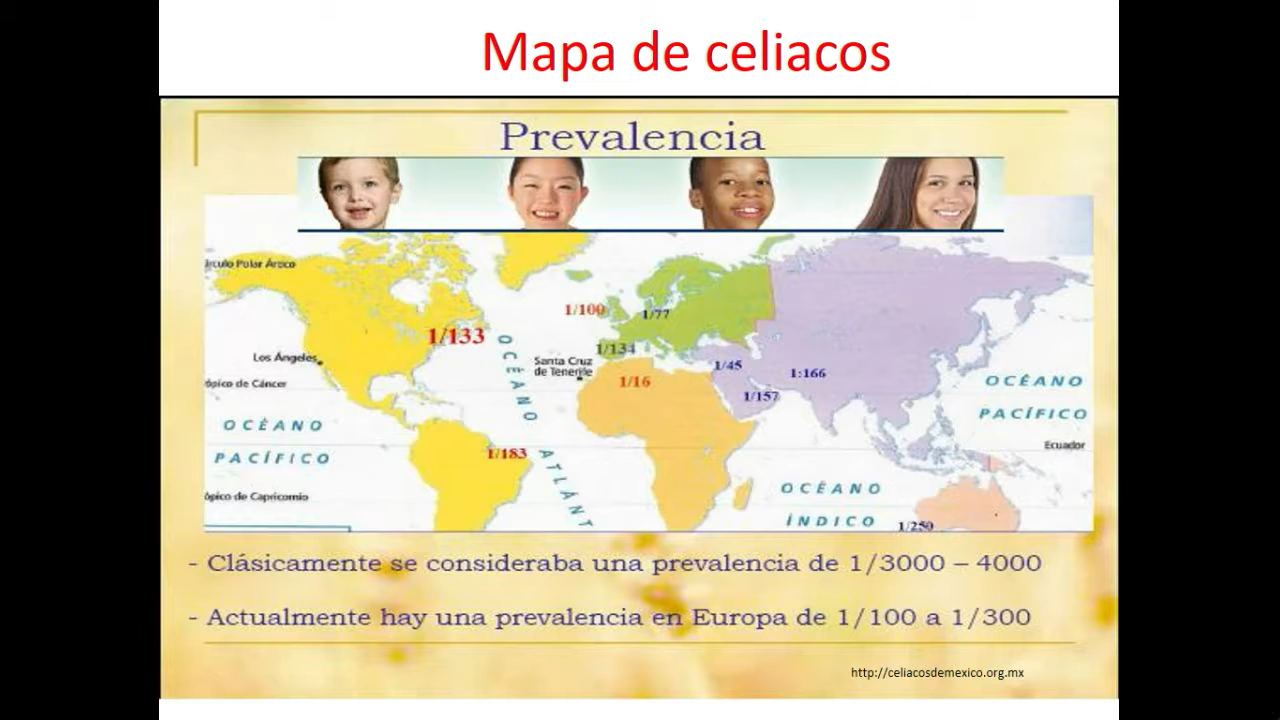 Mapa de celiacos
Prevalencia
írculo Polar Ártico
1/100
1/77
1/133
1/134
Los Ángeles
Santa Cruz
de Tenerife
1/45
1:166
ópico de Cáncer
1/16
1/157
OCÉANO
PACÍFICO
OCÉANO
ATLÁNT
OCÉANO
PACÍFICO
Ecuador
1/183
ópico de Capricornio
OCÉANO
ÍNDICO
1/250
- Clásicamente se consideraba una prevalencia de 1/3000 – 4000
- Actualmente hay una prevalencia en Europa de 1/100 a 1/300
http://celiacosdemexico.org.mx